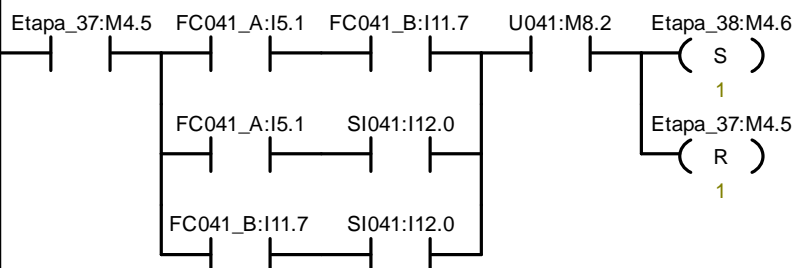 Etapa_37:M4.5 FC041_A:I5.1 FC041_B:I11.7 U041:M8.2 Etapa_38:M4.6
S
1
FC041_A:I5.1 SI041:I12.0 Etapa_37:M4.5
R
1
FC041_B:I11.7 SI041:I12.0